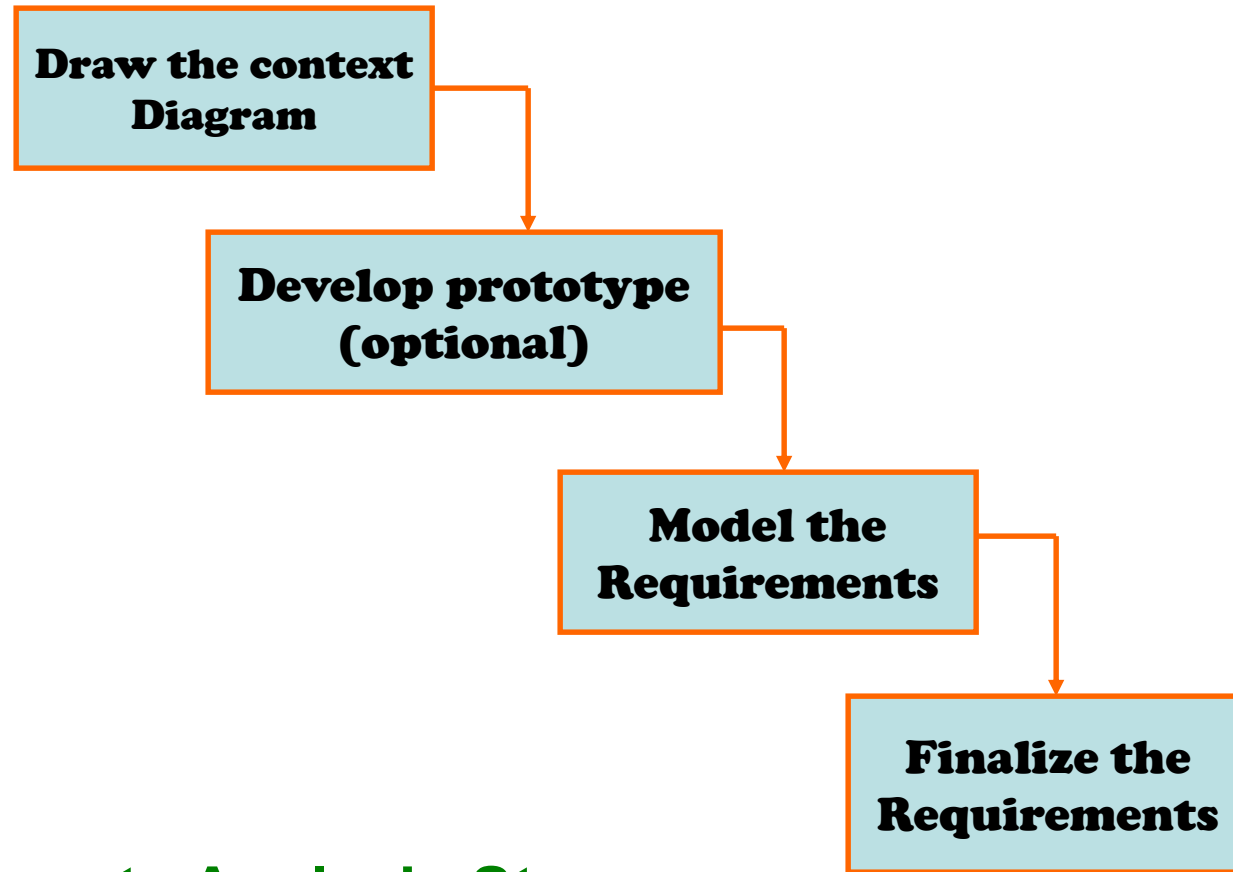 Draw the context
Diagram
Develop prototype
(optional)
Model the
Requirements
Finalize the
Requirements